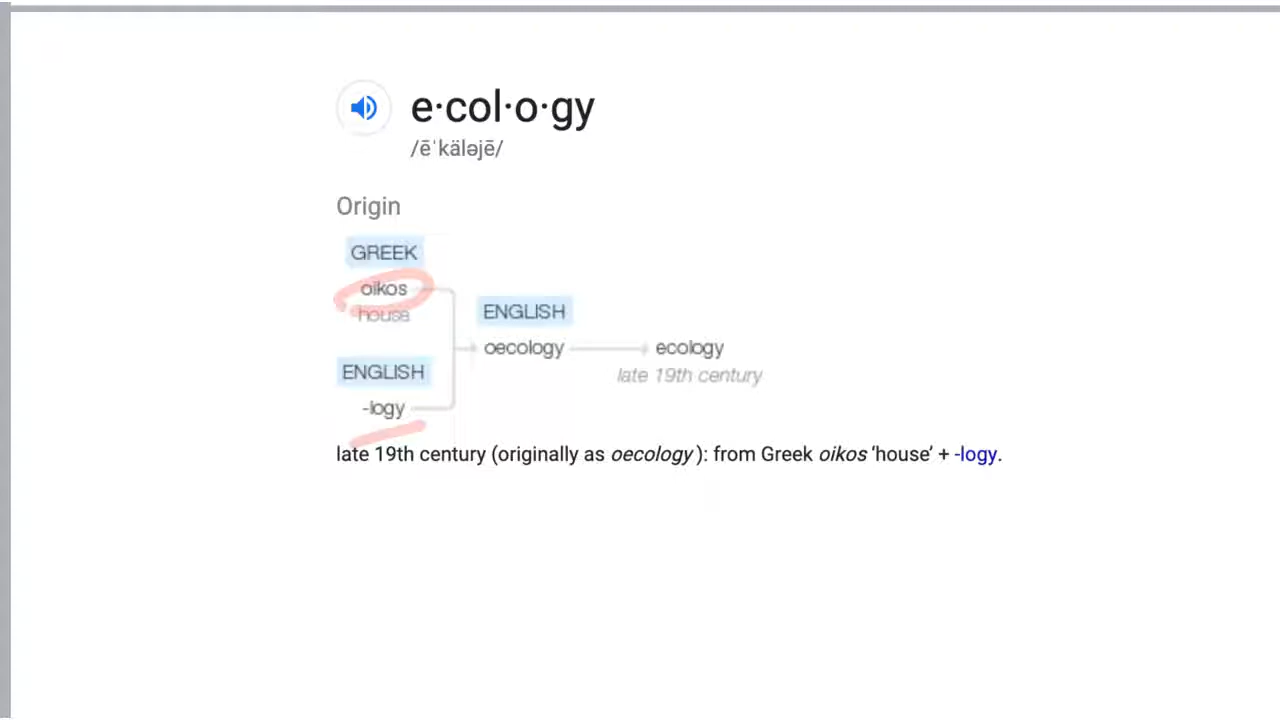 e·col·o·gy
/ēˈkäləjē/
Origin
GREEK
oikos
house
ENGLISH
oecology
ecology
late 19th century
ENGLISH
-logy
late 19th century (originally as oecology): from Greek oikos ‘house’ + -logy.